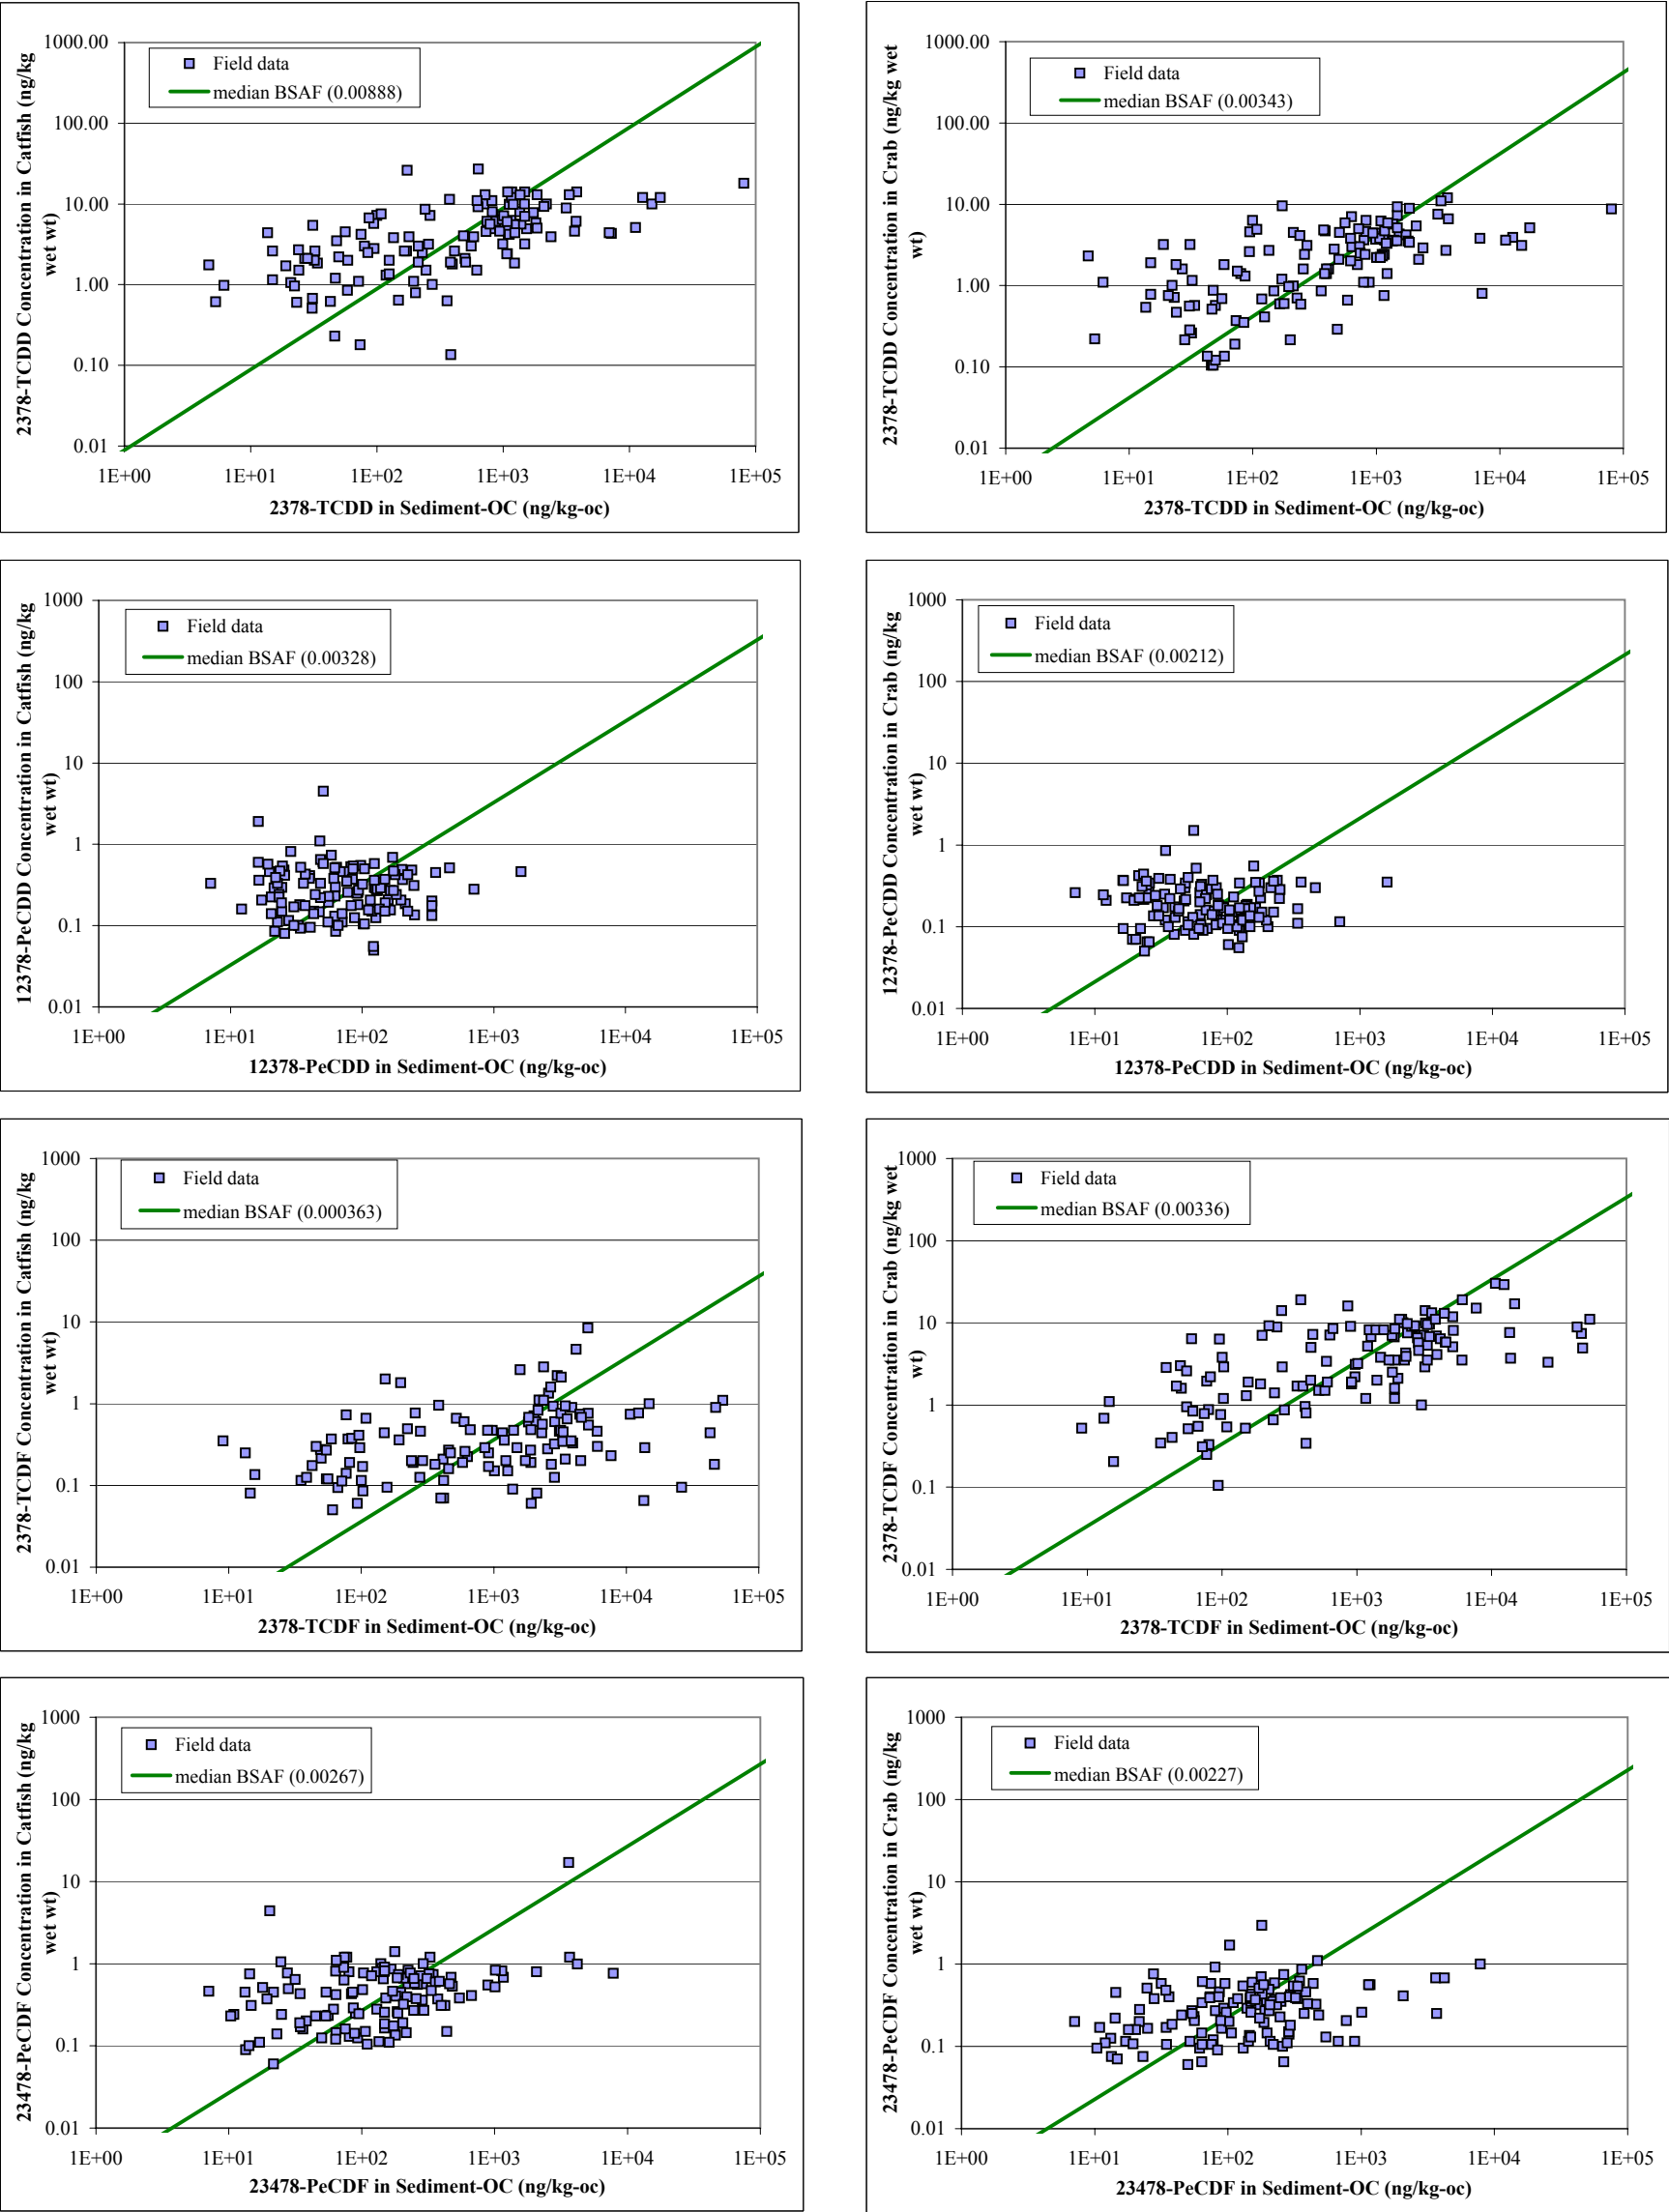 2378-TCDD Concentration in Catfish (ng/kg
wet wt)
1000.00
100.00
10.00
1.00
0.10
0.01
Field data
median BSAF (0.00888)
1E+00 1E+01 1E+02 1E+03 1E+04 1E+05
2378-TCDD in Sediment-OC (ng/kg-oc)
2378-TCDD Concentration in Crab (ng/kg wet
wt)
1000.00
100.00
10.00
1.00
0.10
0.01
Field data
median BSAF (0.00343)
1E+00 1E+01 1E+02 1E+03 1E+04 1E+05
2378-TCDD in Sediment-OC (ng/kg-oc)
12378-PeCDD Concentration in Catfish (ng/kg
wet wt)
1000
100
10
1
0.1
0.01
Field data
median BSAF (0.00328)
1E+00 1E+01 1E+02 1E+03 1E+04 1E+05
12378-PeCDD in Sediment-OC (ng/kg-oc)
12378-PeCDD Concentration in Crab (ng/kg
wet wt)
1000
100
10
1
0.1
0.01
Field data
median BSAF (0.00212)
1E+00 1E+01 1E+02 1E+03 1E+04 1E+05
12378-PeCDD in Sediment-OC (ng/kg-oc)
2378-TCDF Concentration in Catfish (ng/kg
wet wt)
1000
100
10
1
0.1
0.01
Field data
median BSAF (0.000363)
1E+00 1E+01 1E+02 1E+03 1E+04 1E+05
2378-TCDF in Sediment-OC (ng/kg-oc)
2378-TCDF Concentration in Crab (ng/kg wet
wt)
1000
100
10
1
0.1
0.01
Field data
median BSAF (0.00336)
1E+00 1E+01 1E+02 1E+03 1E+04 1E+05
2378-TCDF in Sediment-OC (ng/kg-oc)
23478-PeCDF Concentration in Catfish (ng/kg
wet wt)
1000
100
10
1
0.1
0.01
Field data
median BSAF (0.00267)
1E+00 1E+01 1E+02 1E+03 1E+04 1E+05
23478-PeCDF in Sediment-OC (ng/kg-oc)
23478-PeCDF Concentration in Crab (ng/kg
wet wt)
1000
100
10
1
0.1
0.01
Field data
median BSAF (0.00227)
1E+00 1E+01 1E+02 1E+03 1E+04 1E+05
23478-PeCDF in Sediment-OC (ng/kg-oc)